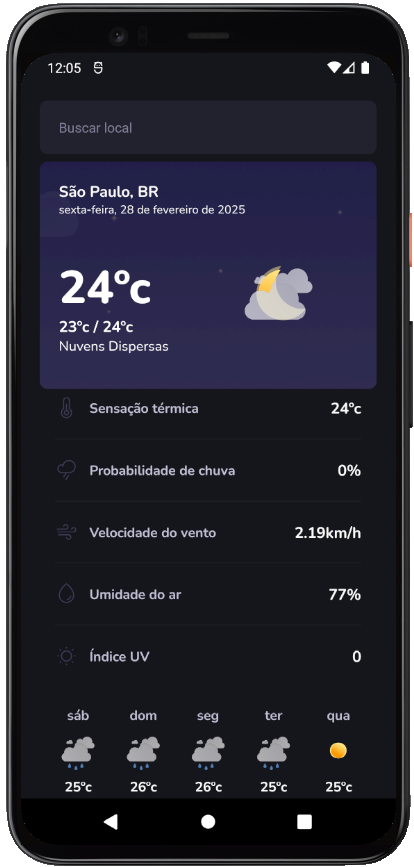 12:05
Buscar local
São Paulo, BR
sexta-feira, 28 de fevereiro de 2025
24ºc
23ºc / 24ºc
Nuvens Dispersas
Sensação térmica 24ºc
Probabilidade de chuva 0%
Velocidade do vento 2.19km/h
Umidade do ar 77%
Índice UV 0
sáb dom seg ter qua
25ºc 26ºc 26ºc 25ºc 25ºc